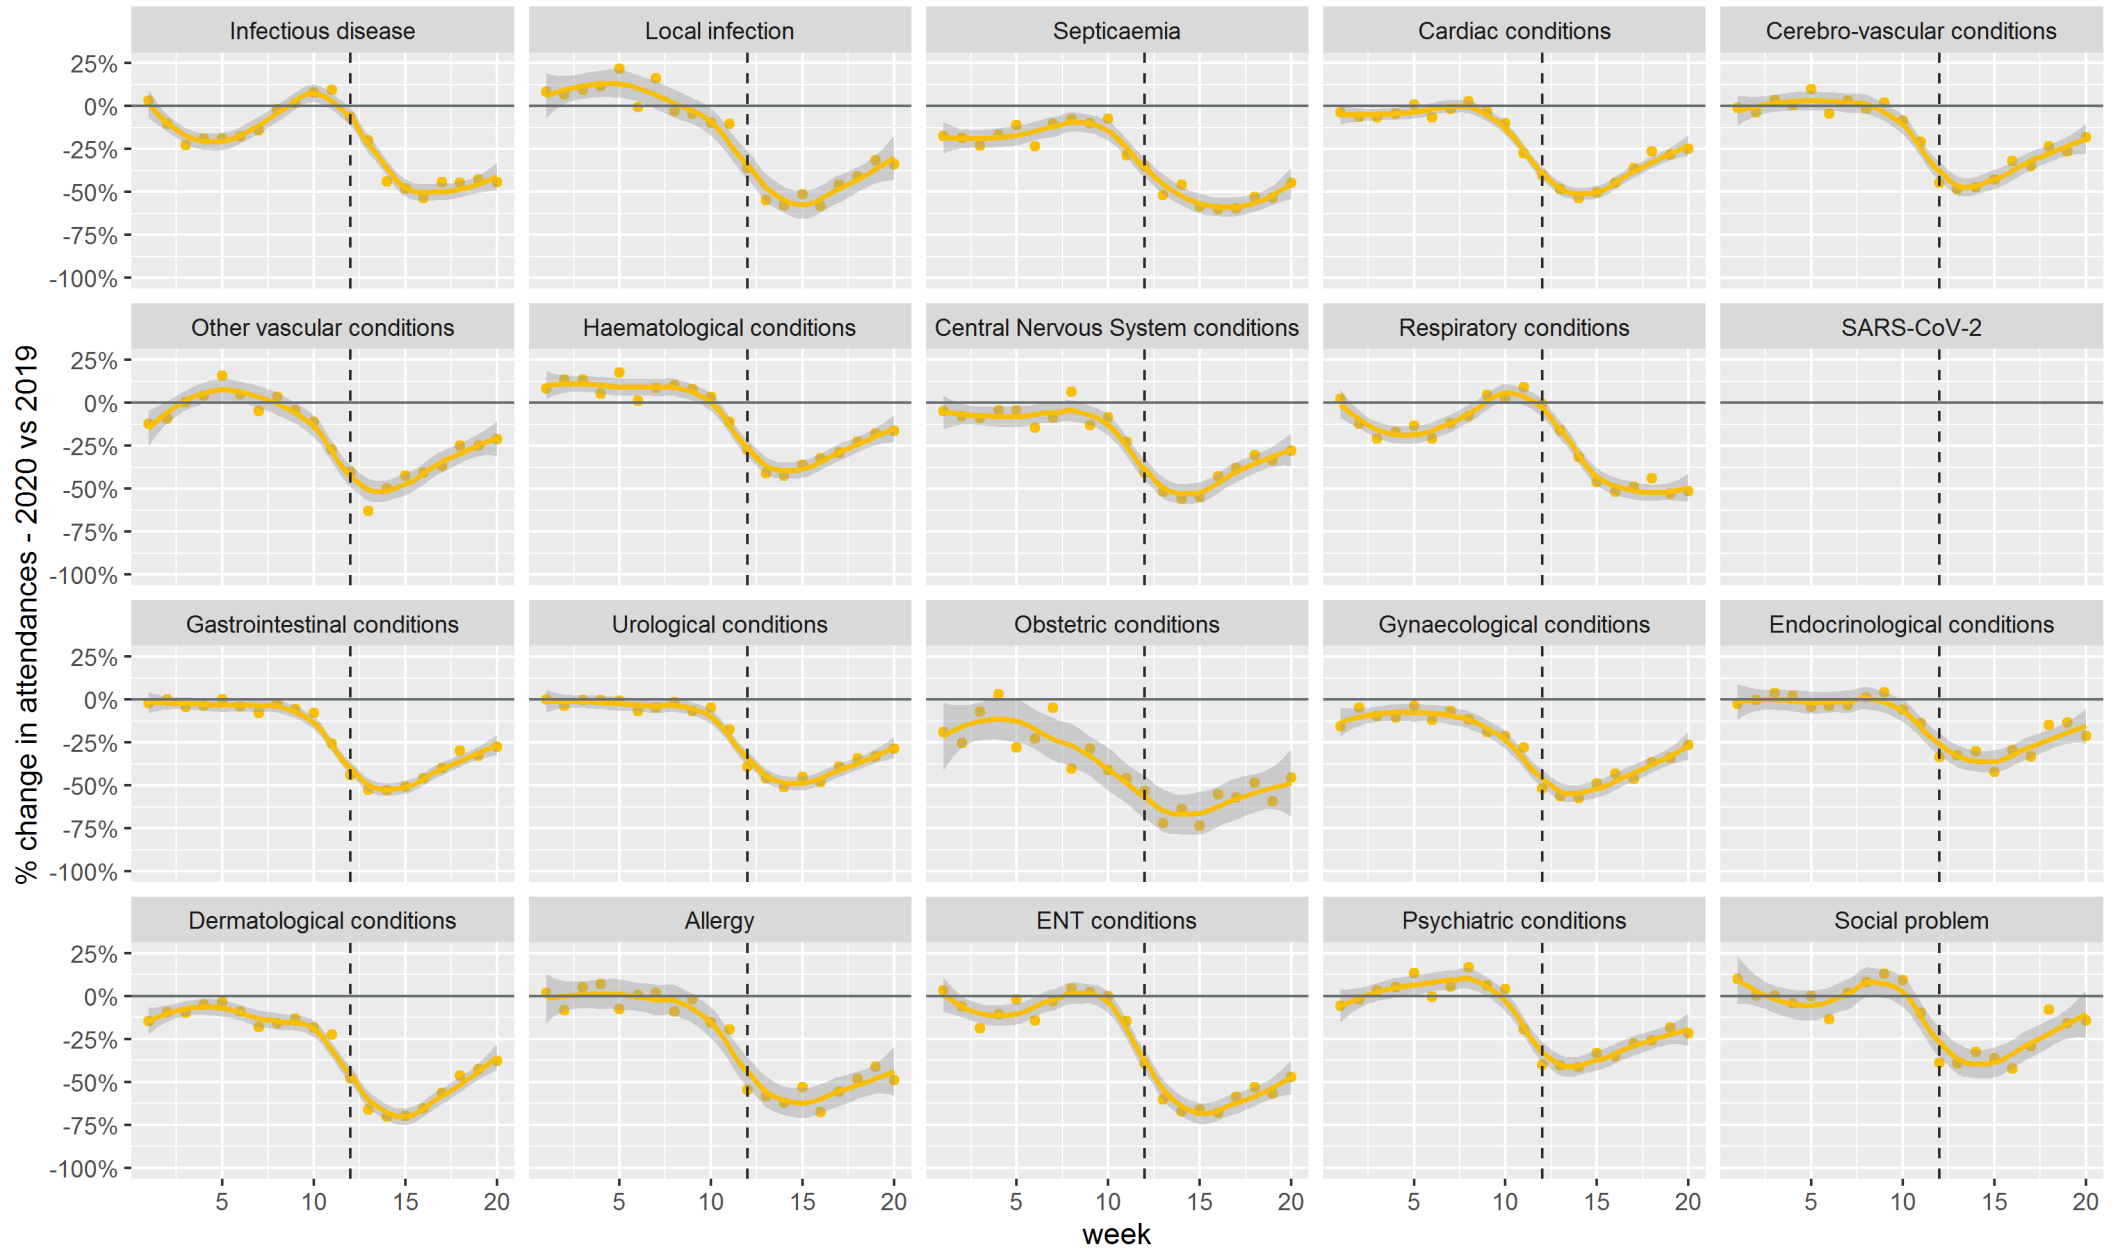 Infectious disease
Local infection
Septicaemia
Cardiac conditions
Cerebro-vascular conditions
25%
0%
-25%
-50%
-75%
-100%
Other vascular conditions
Haematological conditions
Central Nervous System conditions
Respiratory conditions
SARS-CoV-2
25%
0%
-25%
-50%
-75%
-100%
% change in attendances - 2020 vs 2019
Gastrointestinal conditions
Urological conditions
Obstetric conditions
Gynaecological conditions
Endocrinological conditions
25%
0%
-25%
-50%
-75%
-100%
Dermatological conditions
Allergy
ENT conditions
Psychiatric conditions
Social problem
25%
0%
-25%
-50%
-75%
-100%
5 10 15 20
5 10 15 20
5 10 15 20
5 10 15 20
5 10 15 20
week